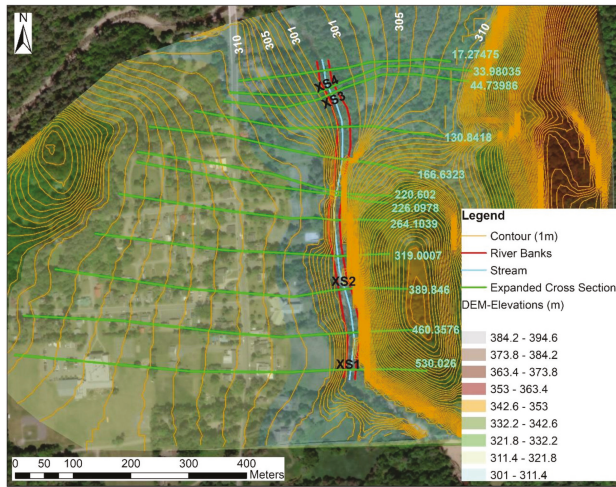 N
310
305
301
301
305
310
17.27475
33.98035
44.73986
XS4
XS3
130.8418
166.6323
220.602
226.0978
264.1039
319.0007
XS2
389.846
460.3576
XS1
530.026
Legend
Contour (1m)
River Banks
Stream
Expanded Cross Section
DEM-Elevations (m)
384.2 - 394.6
373.8 - 384.2
363.4 - 373.8
353 - 363.4
342.6 - 353
332.2 - 342.6
321.8 - 332.2
311.4 - 321.8
301 - 311.4
0 50 100 200 300 400
Meters